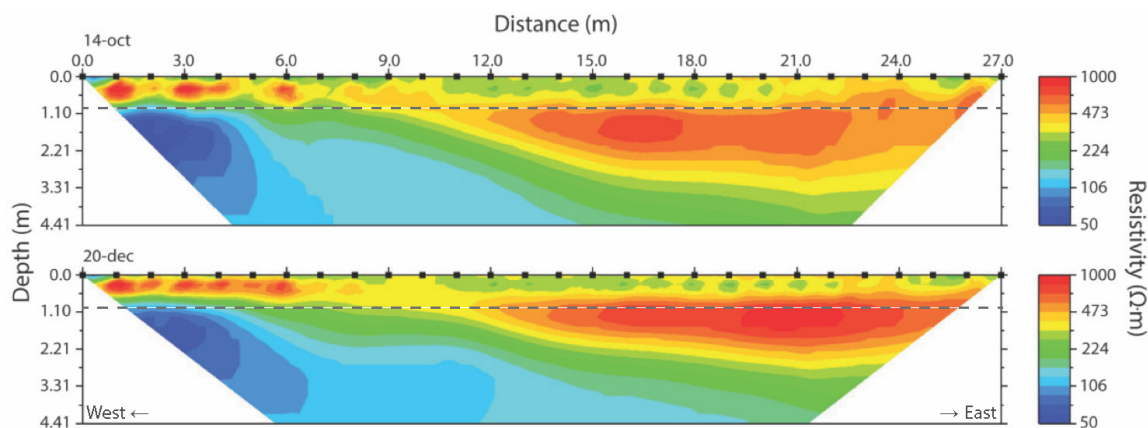 Distance (m)
14-oct
0.0 3.0 6.0 9.0 12.0 15.0 18.0 21.0 24.0 27.0
0.0
1.10
2.21
3.31
4.41
1000
473
224
106
50
20-dec
0.0
1.10
2.21
3.31
4.41
1000
473
224
106
50
Depth (m)
Resistivity (Ω·m)
West ←
→ East